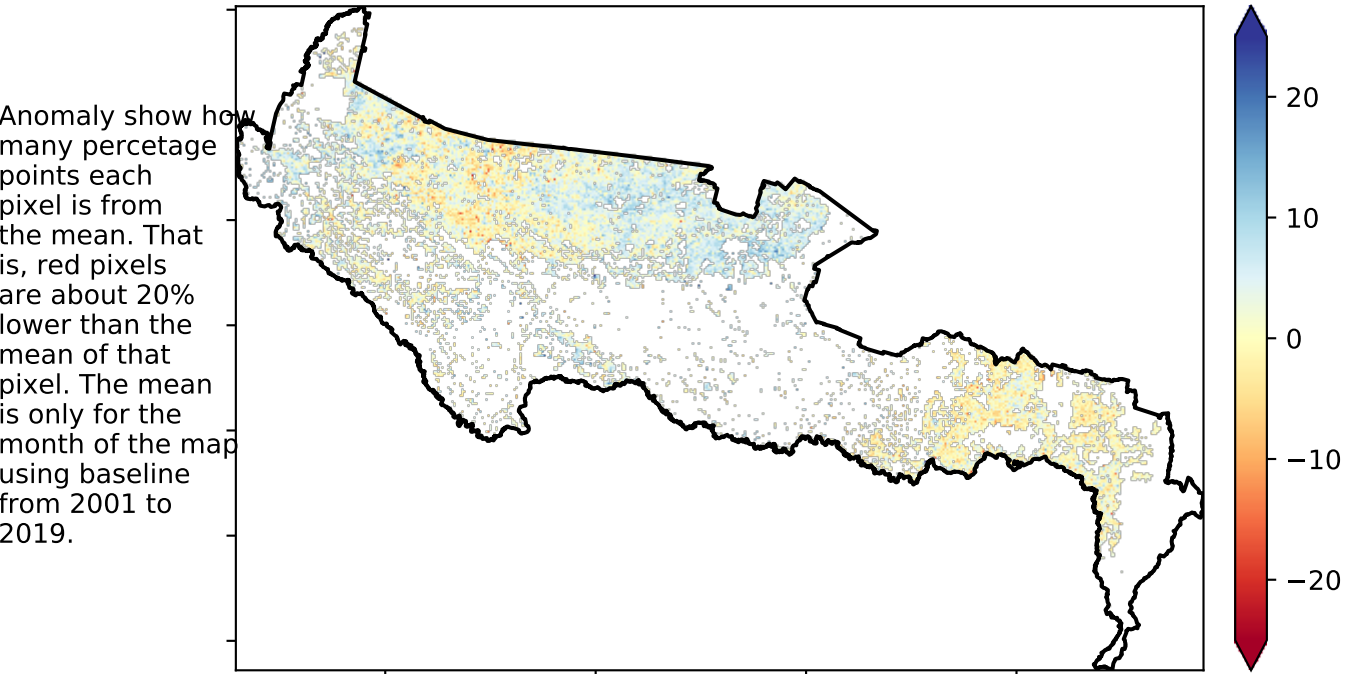 Anomaly show how
many percetage
points each
pixel is from
the mean. That
is, red pixels
are about 20%
lower than the
mean of that
pixel. The mean
is only for the
month of the map
using baseline
from 2001 to
2019.
20
10
0
−10
−20